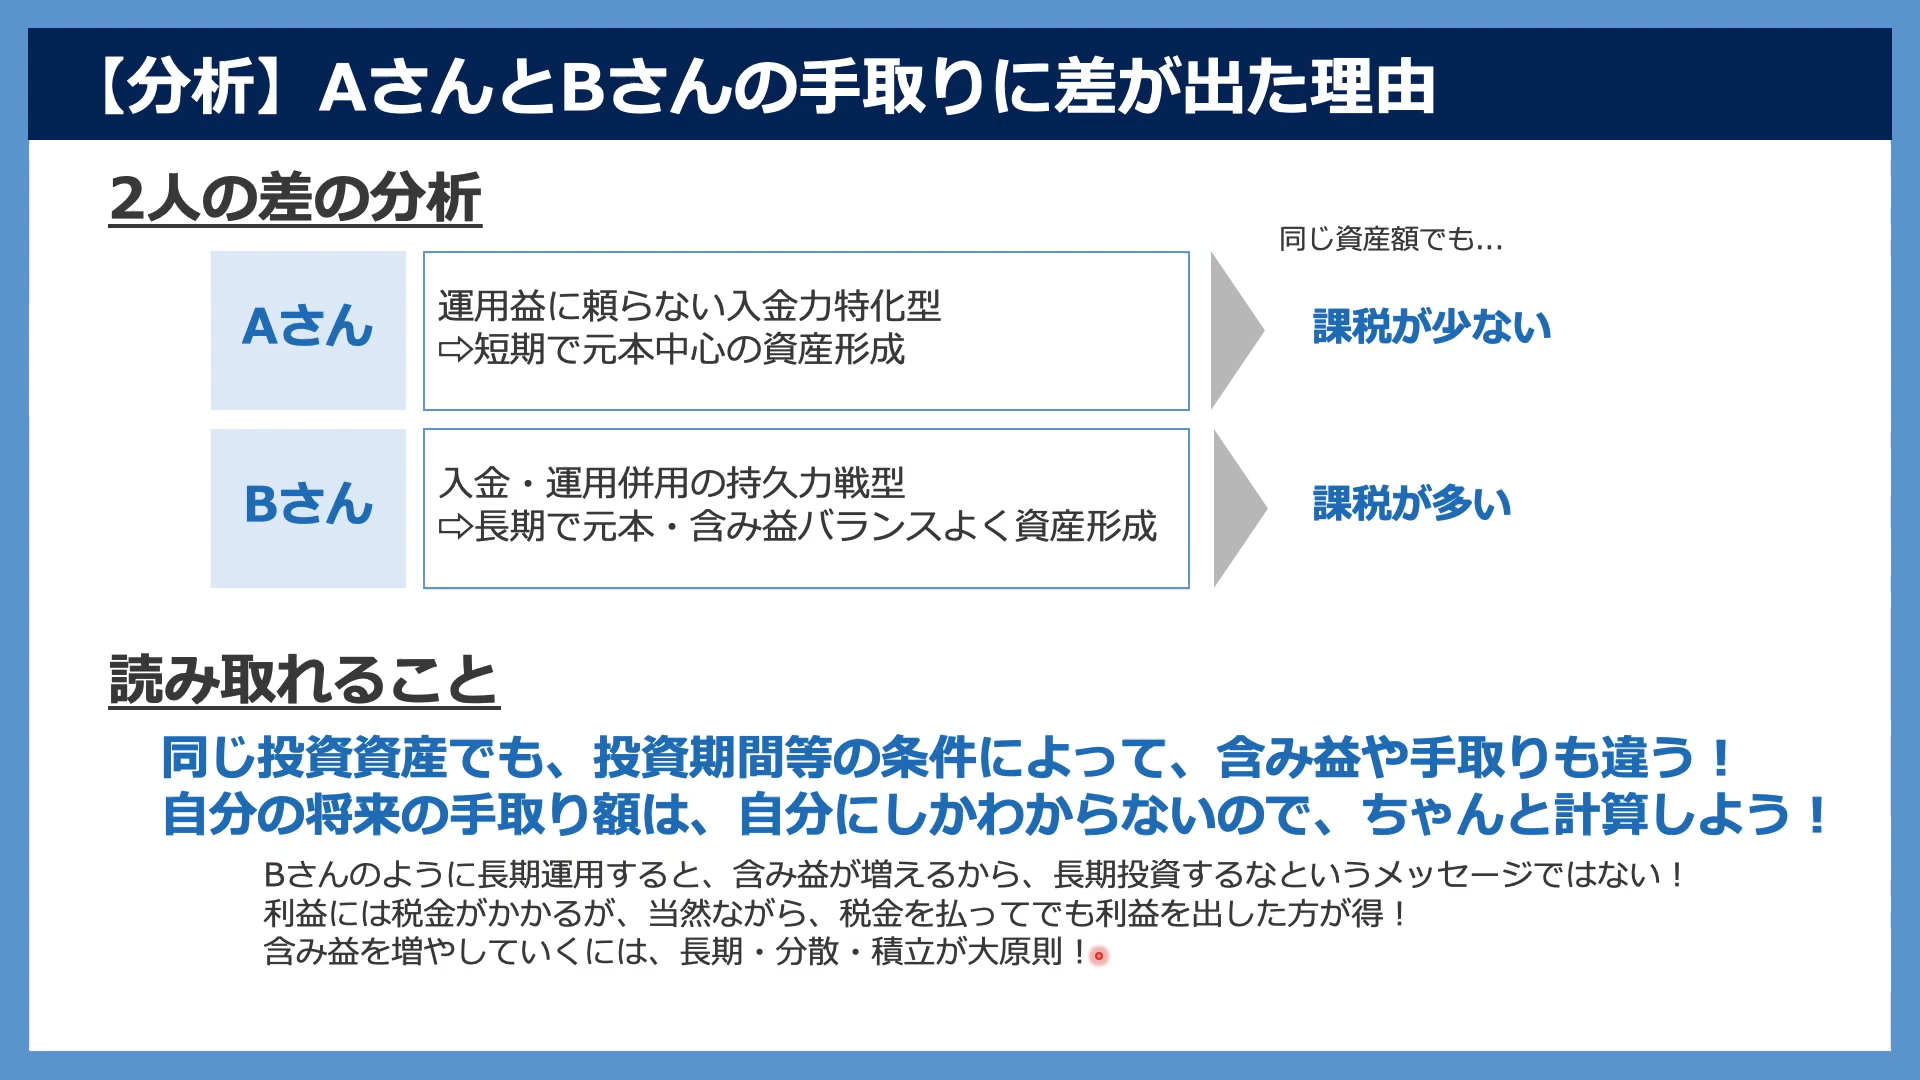 【分析】AさんとBさんの手取りに差が出た理由
2人の差の分析
同じ資産額でも…
Aさん
運用益に頼らない入金力特化型
⇨短期で元本中心の資産形成
課税が少ない
Bさん
入金・運用併用の持久力戦型
⇨長期で元本・含み益バランスよく資産形成
課税が多い
読み取れること
同じ投資資産でも、投資期間等の条件によって、含み益や手取りも違う！
自分の将来の手取り額は、自分にしかわからないので、ちゃんと計算しよう！
Bさんのように長期運用すると、含み益が増えるから、長期投資するなというメッセージではない！
利益には税金がかかるが、当然ながら、税金を払ってでも利益を出した方が得！
含み益を増やしていくには、長期・分散・積立が大原則！